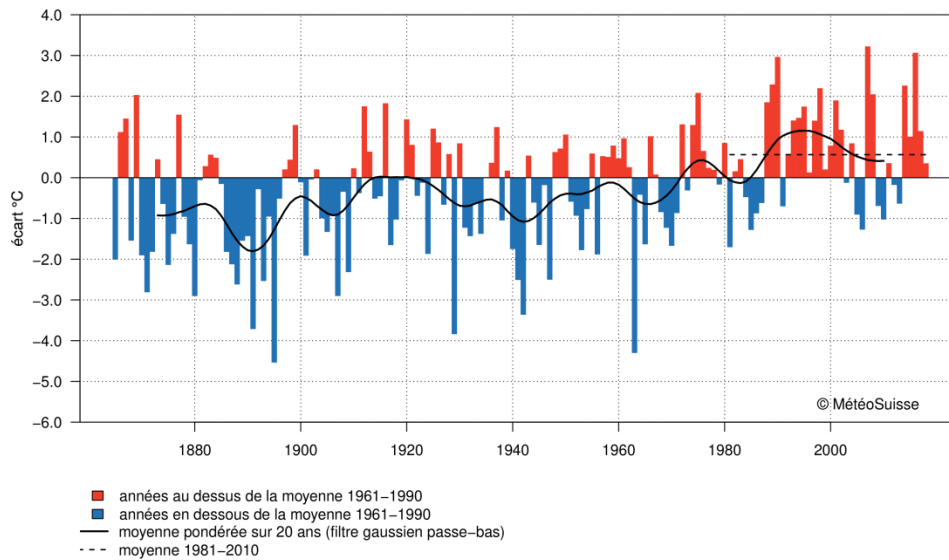 4.0
3.0
2.0
1.0
0.0
−1.0
−2.0
−3.0
−4.0
−5.0
−6.0
écart °C
© MétéoSuisse
1880 1900 1920 1940 1960 1980 2000
années au dessus de la moyenne 1961−1990
années en dessous de la moyenne 1961−1990
moyenne pondérée sur 20 ans (filtre gaussien passe−bas)
moyenne 1981−2010